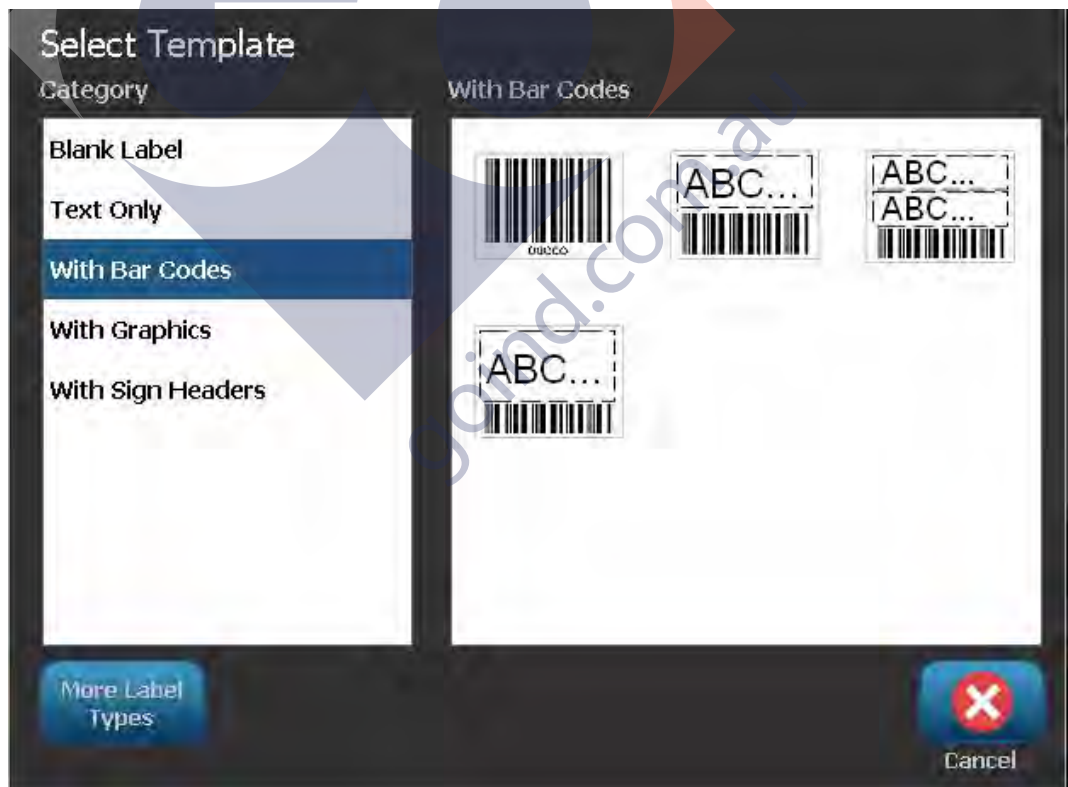 Select Template
Category
With Bar Codes
Blank Label
Text Only
With Bar Codes
With Graphics
With Sign Headers
ABC...
ABC...
ABC...
ABC...
More Label
Types
Cancel
goind.com.au